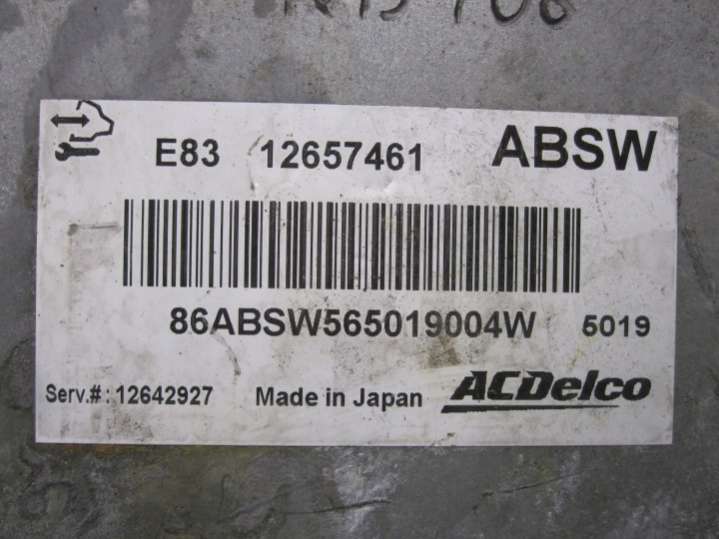 E83 12657461 ABSW
86ABSW565019004W 5019
Serv.#: 12642927 Made in Japan ACDelco